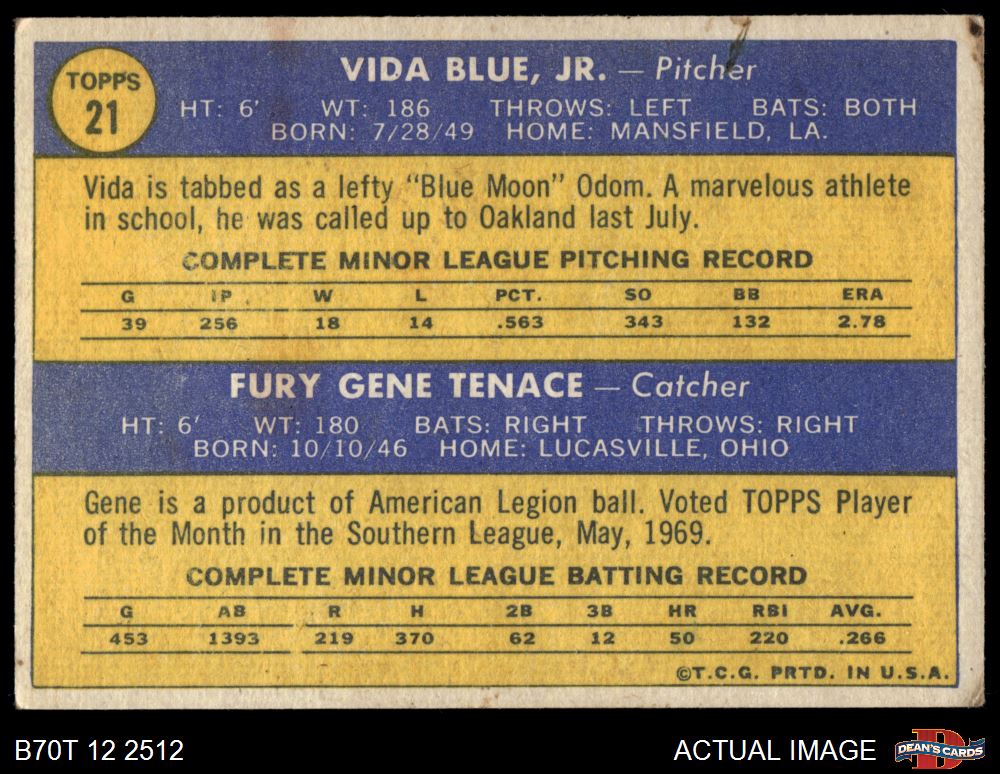 TOPPS
21
VIDA BLUE, JR. — Pitcher
HT: 6' WT: 186 THROWS: LEFT BATS: BOTH
BORN: 7/28/49 HOME: MANSFIELD, LA.
Vida is tabbed as a lefty "Blue Moon" Odom. A marvelous athlete
in school, he was called up to Oakland last July.
COMPLETE MINOR LEAGUE PITCHING RECORD
G IP W L PCT. SO BB ERA
39 256 18 14 .563 343 132 2.78
FURY GENE TENACE — Catcher
HT: 6' WT: 180 BATS: RIGHT THROWS: RIGHT
BORN: 10/10/46 HOME: LUCASVILLE, OHIO
Gene is a product of American Legion ball. Voted TOPPS Player
of the Month in the Southern League, May, 1969.
COMPLETE MINOR LEAGUE BATTING RECORD
G AB R H 2B 3B HR RBI AVG.
453 1393 219 370 62 12 50 220 .266
©T.C.G. PRTD. IN U.S.A.
B70T 12 2512
ACTUAL IMAGE
D
DEAN'S CARDS